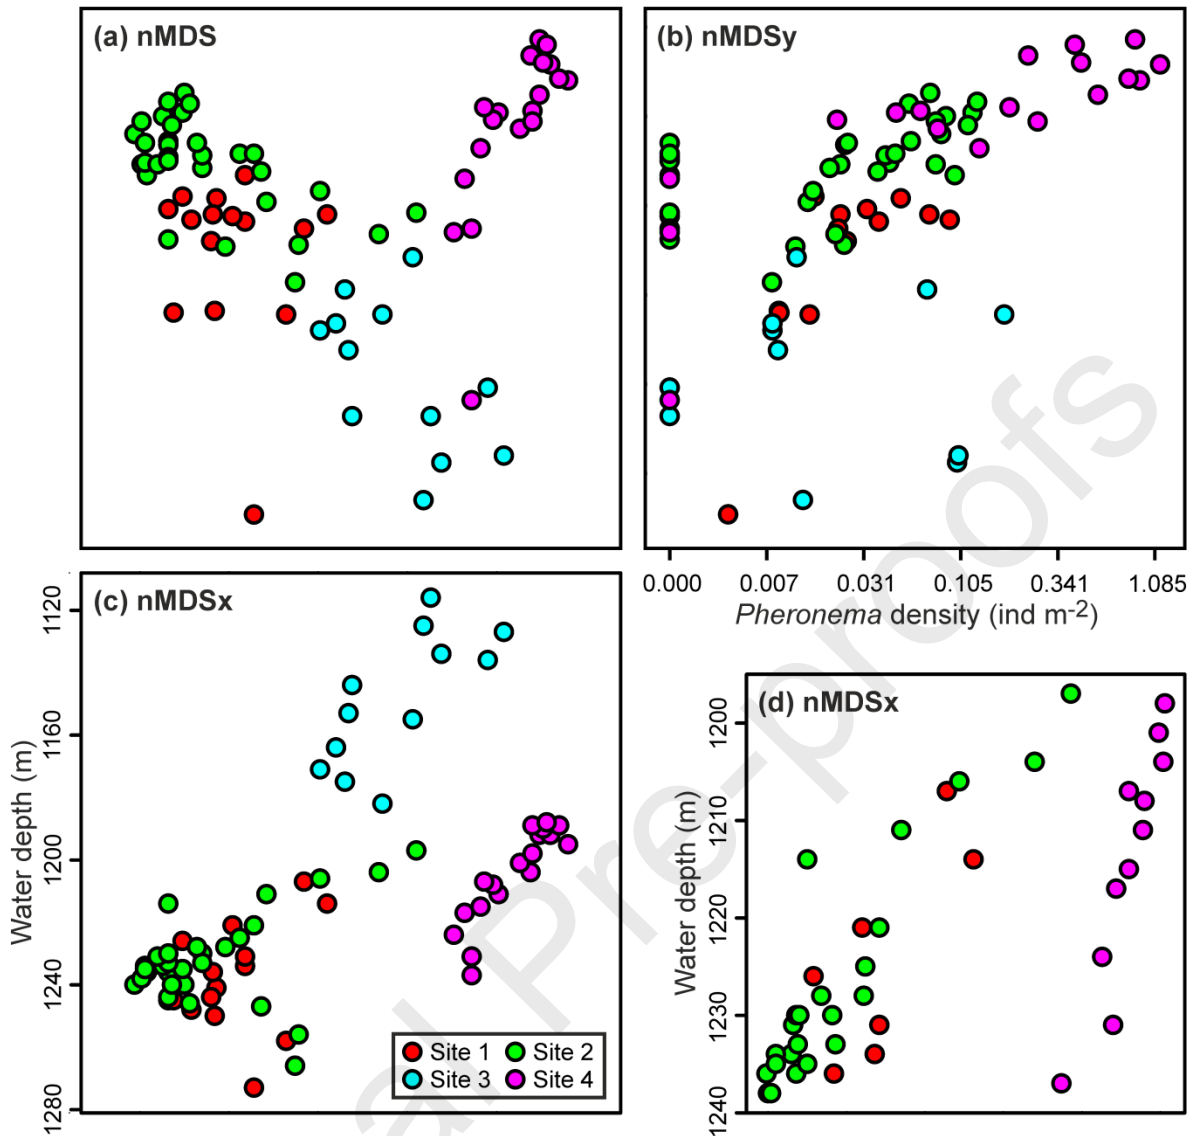 (a) nMDS
(b) nMDSy
0.000 0.007 0.031 0.105 0.341 1.085
Pheronema density (ind m-2)
(c) nMDSx
1120
1160
1200
1240
1280
Water depth (m)
Site 1 Site 2
Site 3 Site 4
(d) nMDSx
1200
1210
1220
1230
1240
Water depth (m)
al Pre-proofs